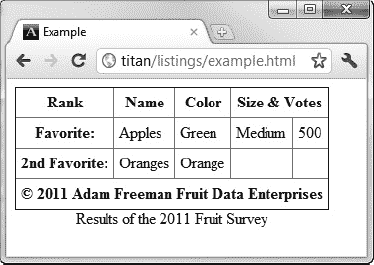 Example
titan/listings/example.html
Rank Name Color Size & Votes
Favorite: Apples Green Medium 500
2nd Favorite: Oranges Orange
© 2011 Adam Freeman Fruit Data Enterprises
Results of the 2011 Fruit Survey